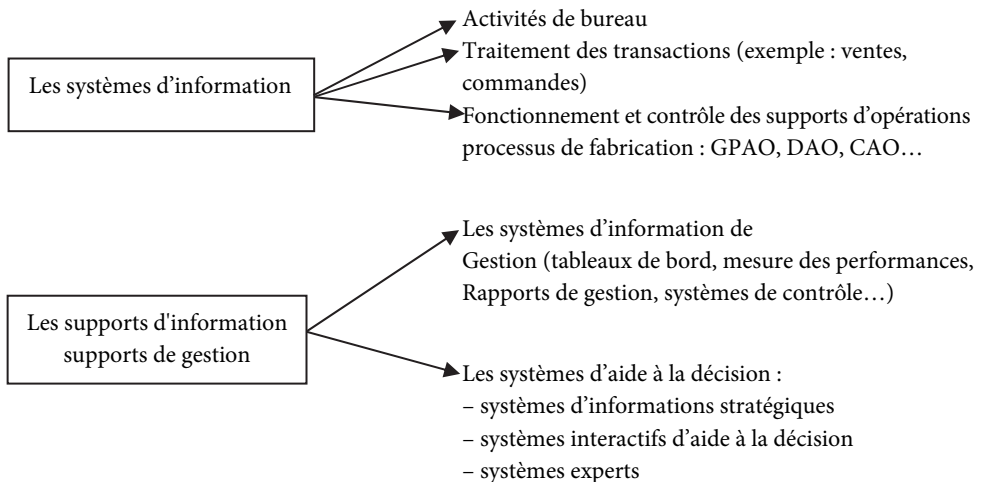 Les systèmes d’information
Activités de bureau
Traitement des transactions (exemple : ventes,
commandes)
Fonctionnement et contrôle des supports d’opérations
processus de fabrication : GPAO, DAO, CAO…
Les supports d'information
supports de gestion
Les systèmes d’information de
Gestion (tableaux de bord, mesure des performances,
Rapports de gestion, systèmes de contrôle…)
Les systèmes d’aide à la décision :
– systèmes d’informations stratégiques
– systèmes interactifs d’aide à la décision
– systèmes experts